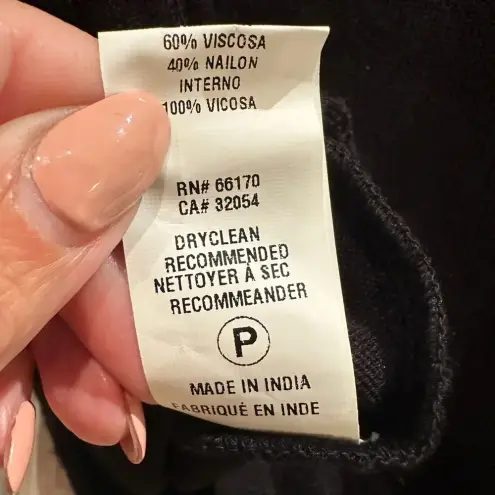 60% VISCOSA
40% NAILON
INTERNO
100% VICOSA
RN# 66170
CA# 32054
DRYCLEAN
RECOMMENDED
NETTOYER À SEC
RECOMMEANDER
P
MADE IN INDIA
FABRIQUÉ EN INDE